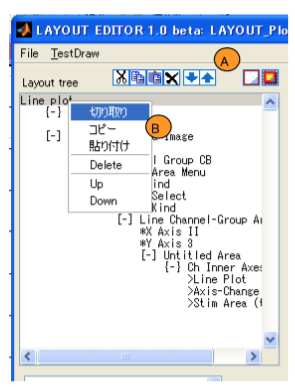 LAYOUT EDITOR 1.0 beta: LAYOUT_Plo
File TestDraw
A
Layout tree
Line plot
{-}
切り取り
コピー
B
[-] Image
貼り付け
Group CB
Delete
Area Menu
ind
Up
Select
Down
Kind
[-] Line Channel-Group A
*X Axis II
*Y Axis 3
[-] Untitled Area
{-} Ch Inner Axes
>Line Plot
>Axis-Change
>Stim Area (